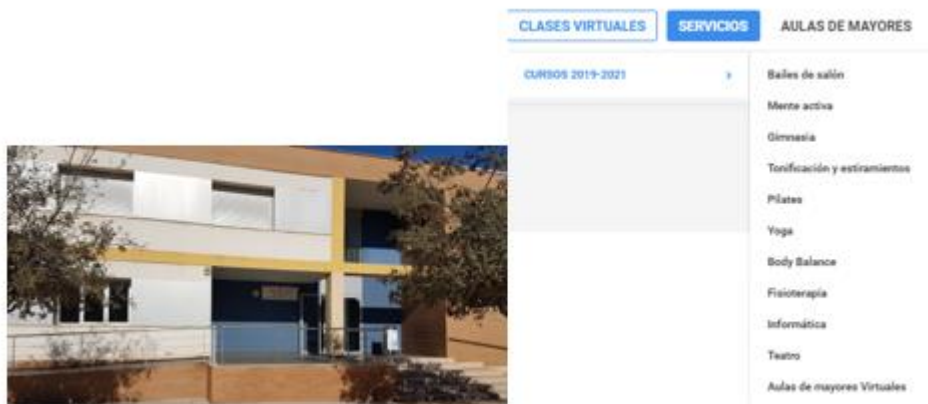 CLASES VIRTUALES SERVICIOS AULAS DE MAYORES
CURSOS 2019-2021 >
Bailes de salón
Mente activa
Gimnasia
Tonificación y estiramientos
Pilates
Yoga
Body Balance
Fisioterapia
Informática
Teatro
Aulas de mayores Virtuales